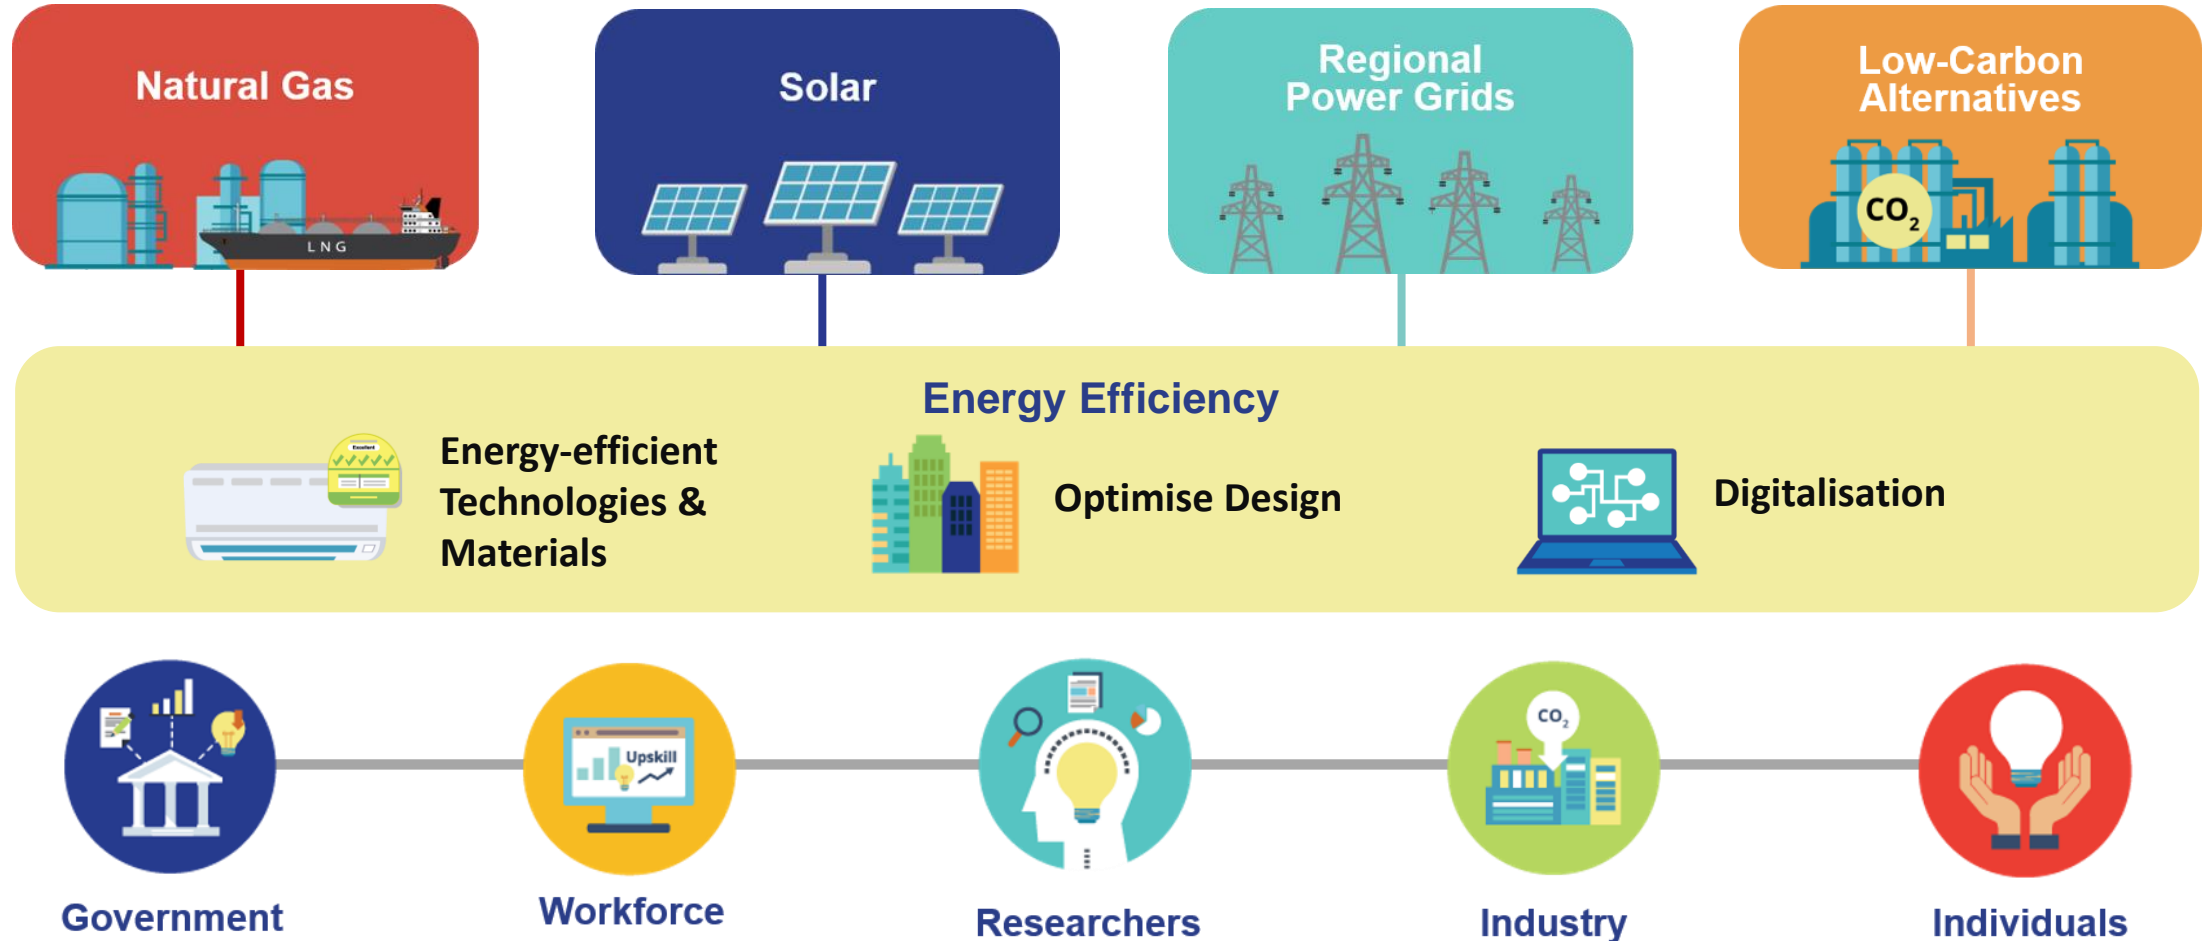 Natural Gas
Solar
Regional
Power Grids
Low-Carbon
Alternatives
LNG
CO₂
Energy Efficiency
Excellent
Energy-efficient
Technologies &
Materials
Optimise Design
Digitalisation
Upskill
CO₂
Government
Workforce
Researchers
Industry
Individuals